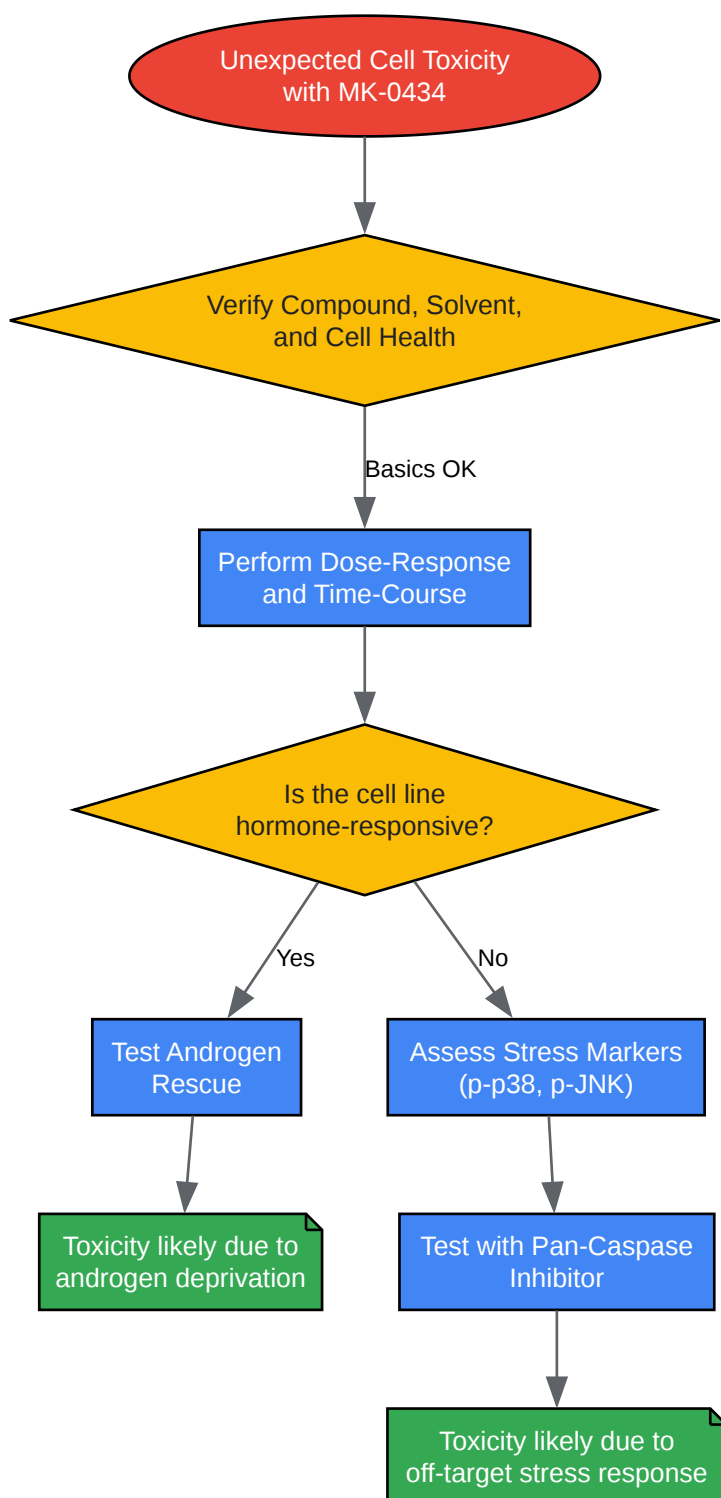 Unexpected Cell Toxicity
with MK-0434
Verify Compound, Solvent,
and Cell Health
Basics OK
Perform Dose-Response
and Time-Course
Is the cell line
hormone-responsive?
Yes
No
Test Androgen
Rescue
Assess Stress Markers
(p-p38, p-JNK)
Toxicity likely due to
androgen deprivation
Test with Pan-Caspase
Inhibitor
Toxicity likely due to
off-target stress response